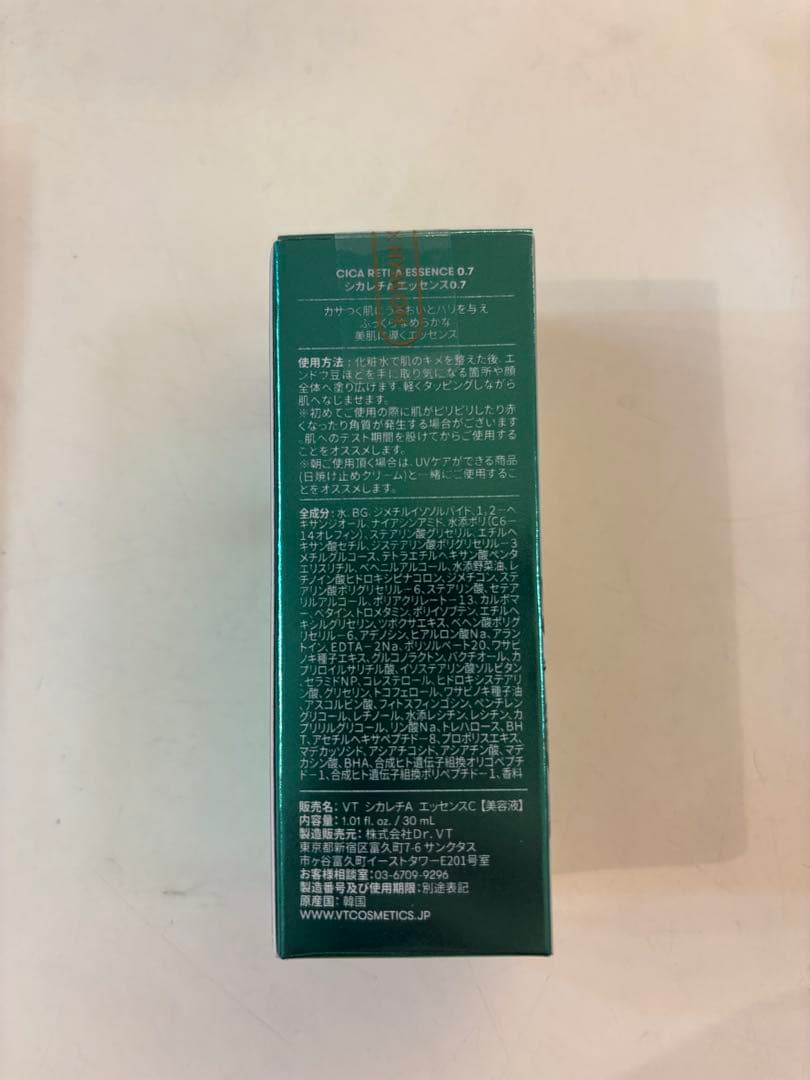 CICA RETI-A ESSENCE 0.7
シカレチA エッセンス0.7
カサつく肌にうるおいとハリを与え
ふっくらなめらかな
美肌に導くエッセンス
使用方法：化粧水で肌のキメを整えた後、エ
ンドウ豆ほどを手に取り気になる箇所や顔
全体へ塗り広げます。軽くタッピングしながら
肌へなじませます。
※初めてご使用の際に肌がピリピリしたり赤
くなったり角質が発生する場合がございます
。肌へのテスト期間を設けてからご使用する
ことをオススメします。
※朝ご使用頂く場合は、UVケアができる商品
(日焼け止めクリーム)と一緒にご使用するこ
とをオススメします。
全成分：水、BG、ジメチルイソソルバイド、1,2-ヘ
キサンジオール、ナイアシンアミド、水添ポリ(C6-
14オレフィン)、ステアリン酸グリセリル、エチルヘ
キサン酸セチル、ジステアリン酸ポリグリセリル-3
メチルグルコース、テトラエチルヘキサン酸ペンタ
エリスリチル、ベヘニルアルコール、水添野菜油、レ
チノイン酸ヒドロキシピナコロン、ジメチコン、ステ
アリン酸ポリグリセリル-6、ステアリン酸、セテア
リルアルコール、ポリアクリレート-13、カルボマ
ー、ベタイン、トロメタミン、ポリイソブテン、エチルヘ
キシルグリセリン、ツボクサエキス、ベヘン酸ポリグ
リセリル-6、アデノシン、ヒアルロン酸Na、アラン
トイン、EDTA-2Na、ポリソルベート20、ワサビ
ノキ種子エキス、グルコノラクトン、バクチオール、カ
プリロイルサリチル酸、イソステアリン酸ソルビタン
、セラミドNP、コレステロール、ヒドロキシステアリ
ン酸、グリセリン、トコフェロール、ワサビノキ種子油
、アスコルビン酸、フィトスフィンゴシン、ペンチレン
グリコール、レチノール、水添レシチン、レシチン、カ
プリリルグリコール、リン酸Na、トレハロース、BH
T、アセチルヘキサペプチド-8、プロポリスエキス、
マデカッソシド、アシアチコシド、アシアチン酸、マデ
カシン酸、BHA、合成ヒト遺伝子組換オリゴペプチ
ド-1、合成ヒト遺伝子組換ポリペプチド-1、香料
販売名：VT シカレチA エッセンスC【美容液】
内容量：1.01 fl. oz. / 30 mL
製造販売元：株式会社Dr. VT
東京都新宿区富久町7-6 サンクタス
市ヶ谷富久町イーストタワーE201号室
お客様相談室：03-6709-9296
製造番号及び使用期限：別途表記
原産国：韓国
WWW.VTCOSMETICS.JP